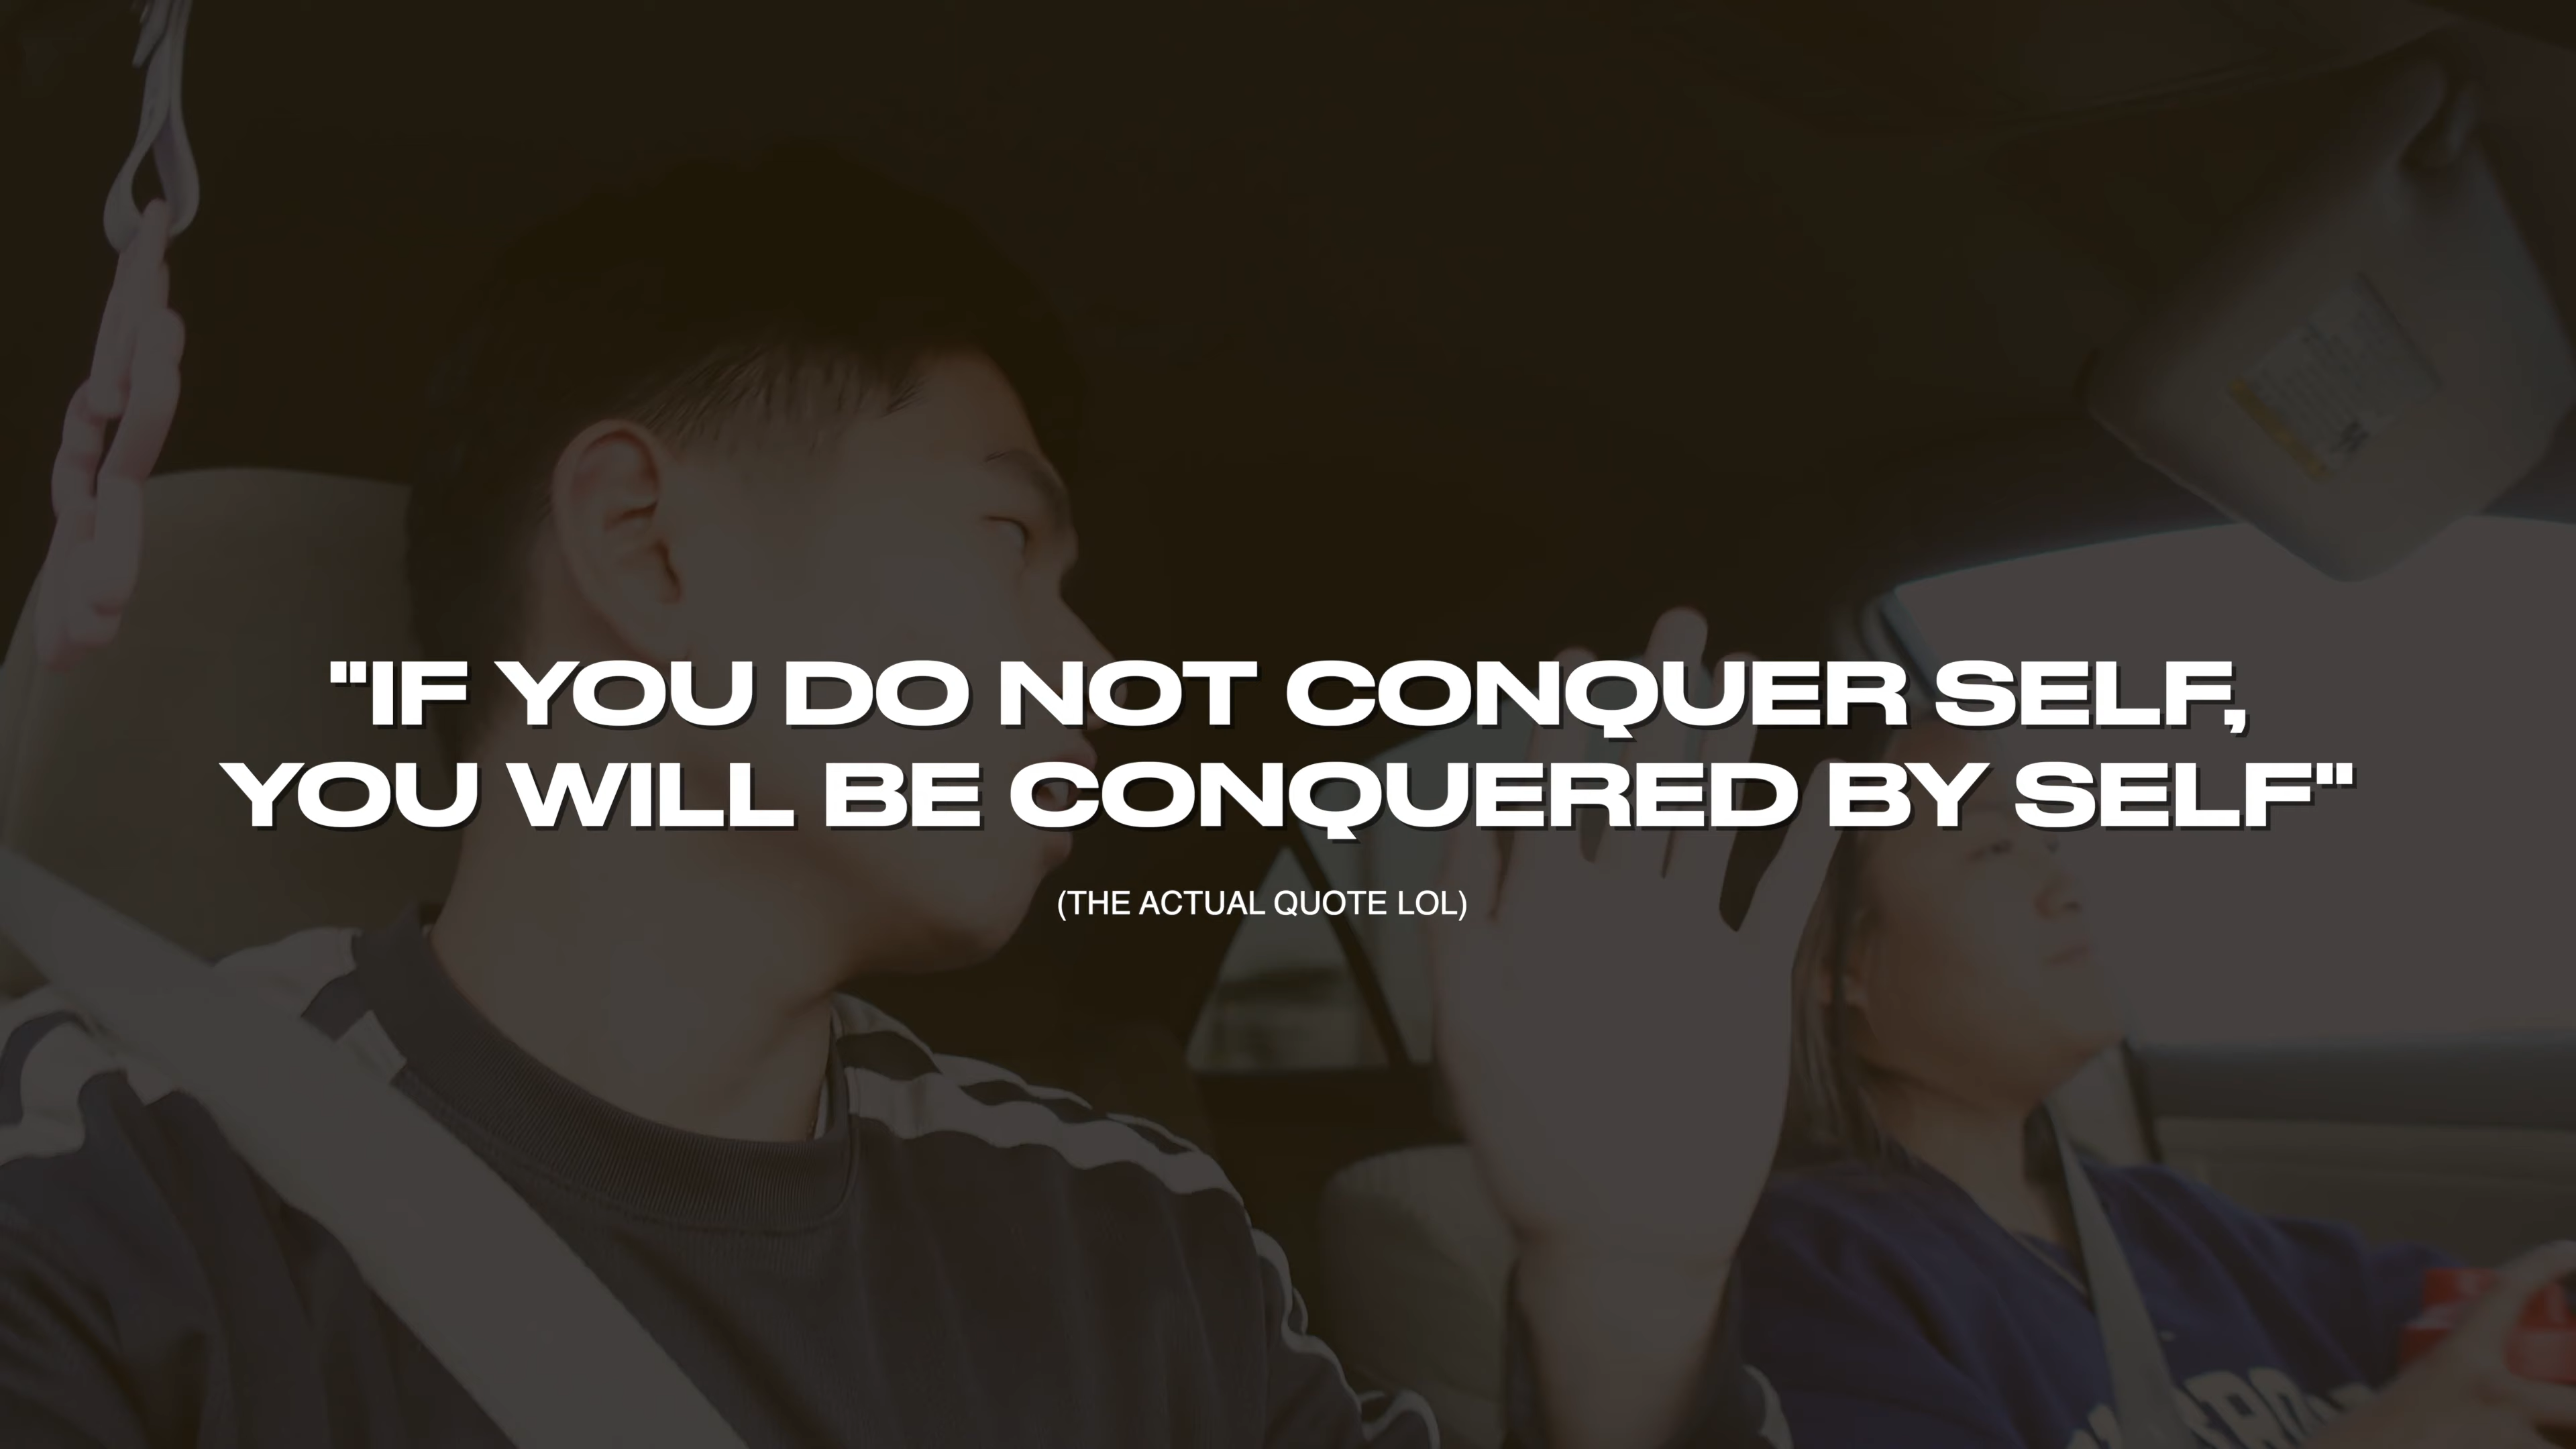 "IF YOU DO NOT CONQUER SELF,
YOU WILL BE CONQUERED BY SELF"
(THE ACTUAL QUOTE LOL)